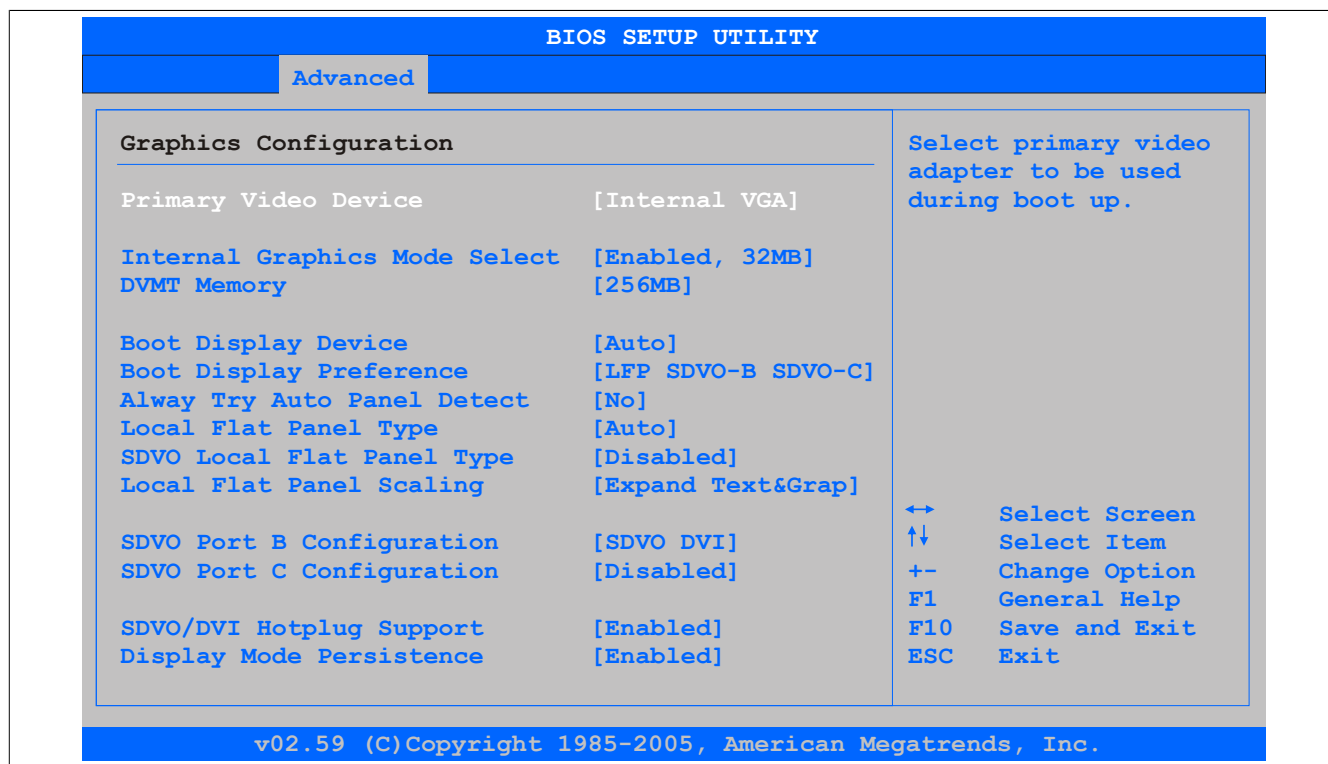 BIOS SETUP UTILITY
Advanced
Graphics Configuration
Primary Video Device [Internal VGA]
Internal Graphics Mode Select [Enabled, 32MB]
DVMT Memory [256MB]
Boot Display Device [Auto]
Boot Display Preference [LFP SDVO-B SDVO-C]
Alway Try Auto Panel Detect [No]
Local Flat Panel Type [Auto]
SDVO Local Flat Panel Type [Disabled]
Local Flat Panel Scaling [Expand Text&Grap]
SDVO Port B Configuration [SDVO DVI]
SDVO Port C Configuration [Disabled]
SDVO/DVI Hotplug Support [Enabled]
Display Mode Persistence [Enabled]
Select primary video
adapter to be used
during boot up.
↔ Select Screen
↑↓ Select Item
+- Change Option
F1 General Help
F10 Save and Exit
ESC Exit
v02.59 (C)Copyright 1985-2005, American Megatrends, Inc.